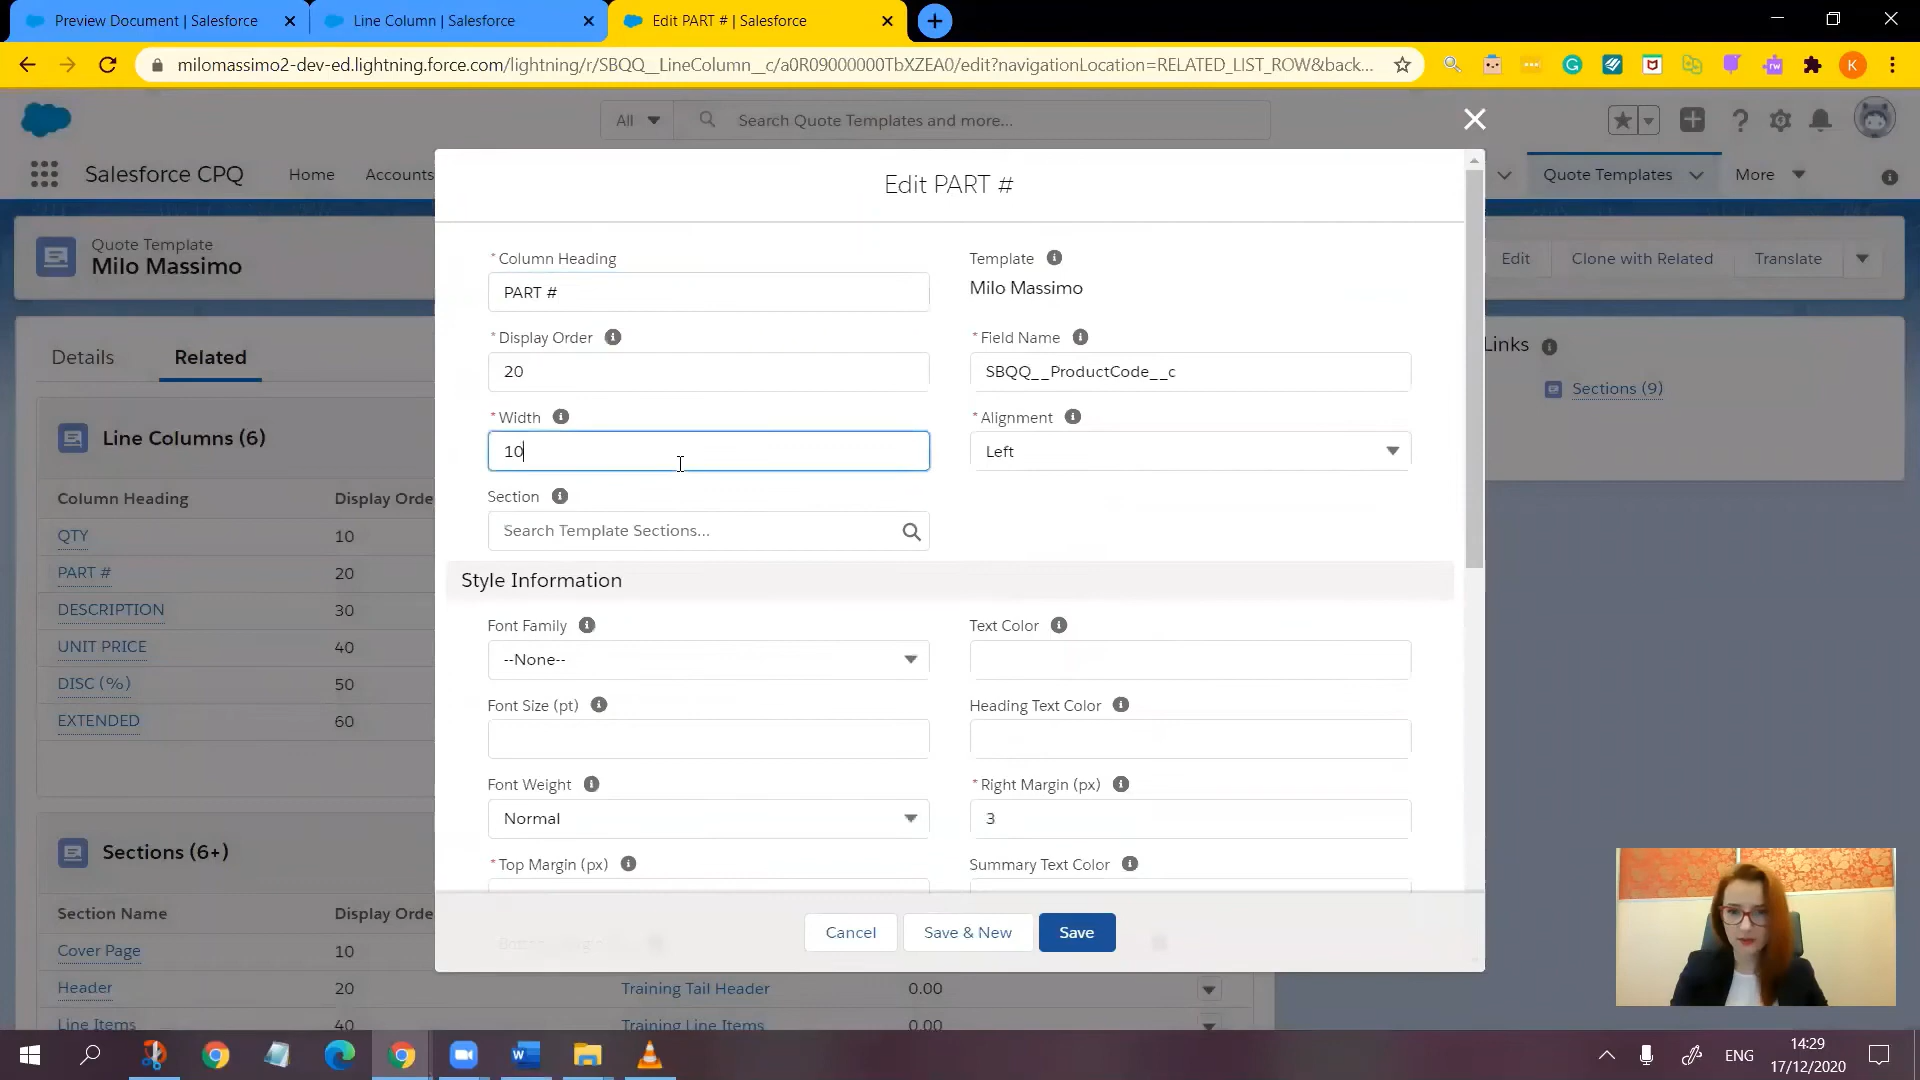 Preview Document | Salesforce
Line Column | Salesforce
Edit PART # | Salesforce
milomassimo2-dev-ed.lightning.force.com/lightning/r/SBQQ__LineColumn__c/a0R09000000TbXZEA0/edit?navigationLocation=RELATED_LIST_ROW&back...
K
All
Search Quote Templates and more...
Salesforce CPQ
Home
Accounts
Quote Templates
More
Quote Template
Milo Massimo
Edit
Clone with Related
Translate
Details
Related
Links
Sections (9)
Line Columns (6)
Column Heading
Display Orde
QTY
10
PART #
20
DESCRIPTION
30
UNIT PRICE
40
DISC (%)
50
EXTENDED
60
Sections (6+)
Section Name
Display Orde
Cover Page
10
Header
20
Training Tail Header
0.00
Line Items
40
Training Line Items
0.00
Edit PART #
* Column Heading
PART #
Template
Milo Massimo
* Display Order
20
* Field Name
SBQQ__ProductCode__c
* Width
10
* Alignment
Left
Section
Search Template Sections...
Style Information
Font Family
--None--
Text Color
Font Size (pt)
Heading Text Color
Font Weight
Normal
* Right Margin (px)
3
* Top Margin (px)
Summary Text Color
Cancel
Save & New
Save
ENG
14:29
17/12/2020